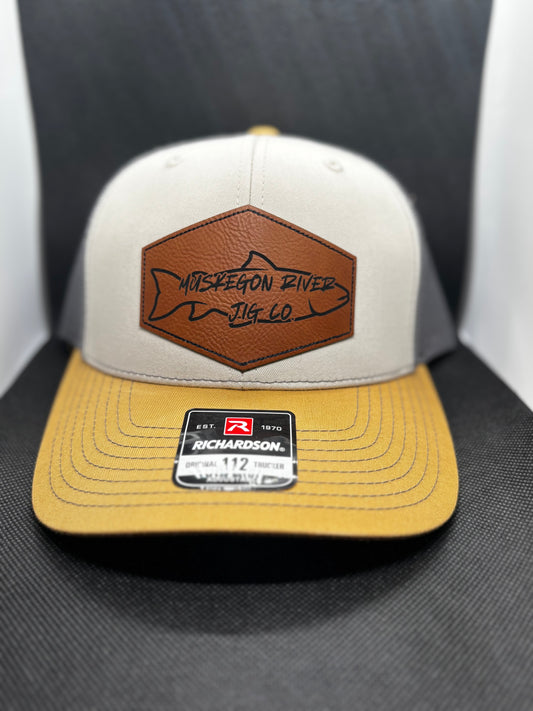 MUSKEGON RIVER
JIG CO
EST. R 1970
RICHARDSON®
ORIGINAL 112 TRUCKER